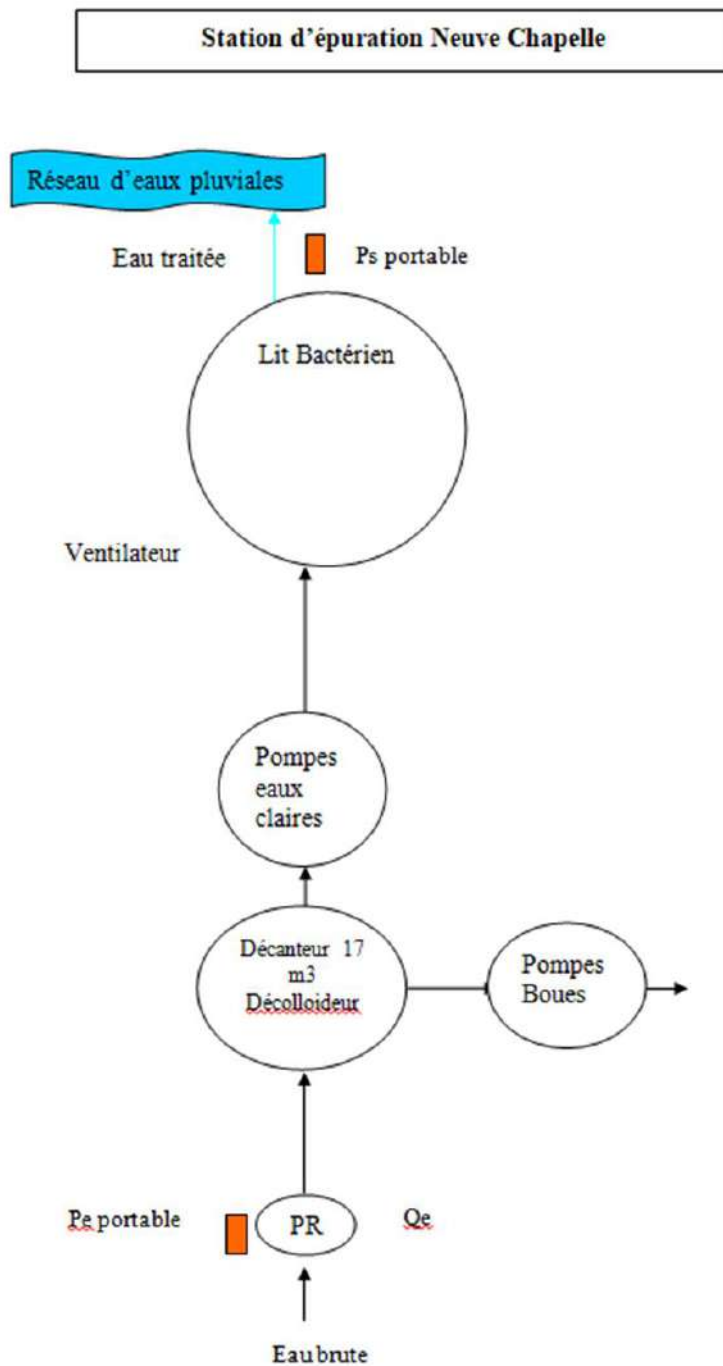 Station d’épuration Neuve Chapelle
Réseau d’eaux pluviales
Eau traitée
Ps portable
Lit Bactérien
Ventilateur
Pompes
eaux
claires
Décanteur 17
m3
Décolloideur
Pompes
Boues
Pe portable
PR
Qe
Eau brute